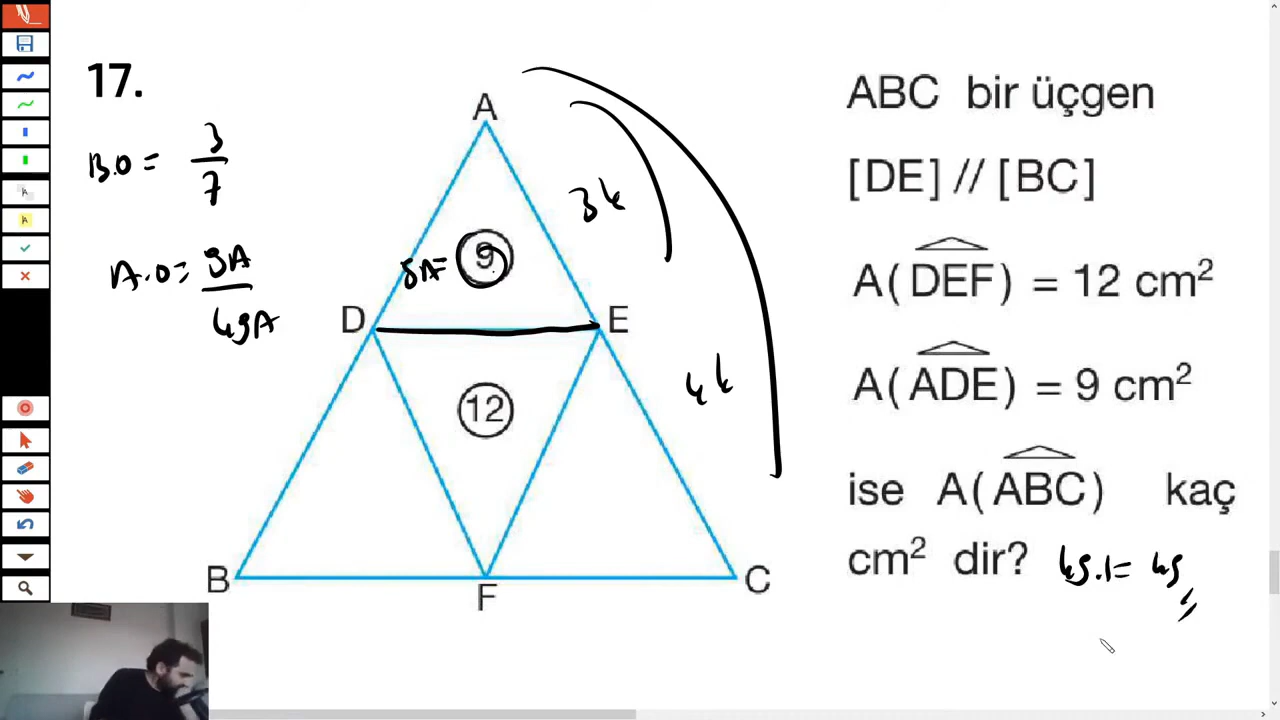 17.
B.O = 3/7
A.O = 9A/49A
A
3k
9A = 9
D
E
4k
12
B
F
C
ABC bir üçgen
[DE] // [BC]
A(DEF) = 12 cm²
A(ADE) = 9 cm²
ise A(ABC) kaç
cm² dir? 49.1 = 49